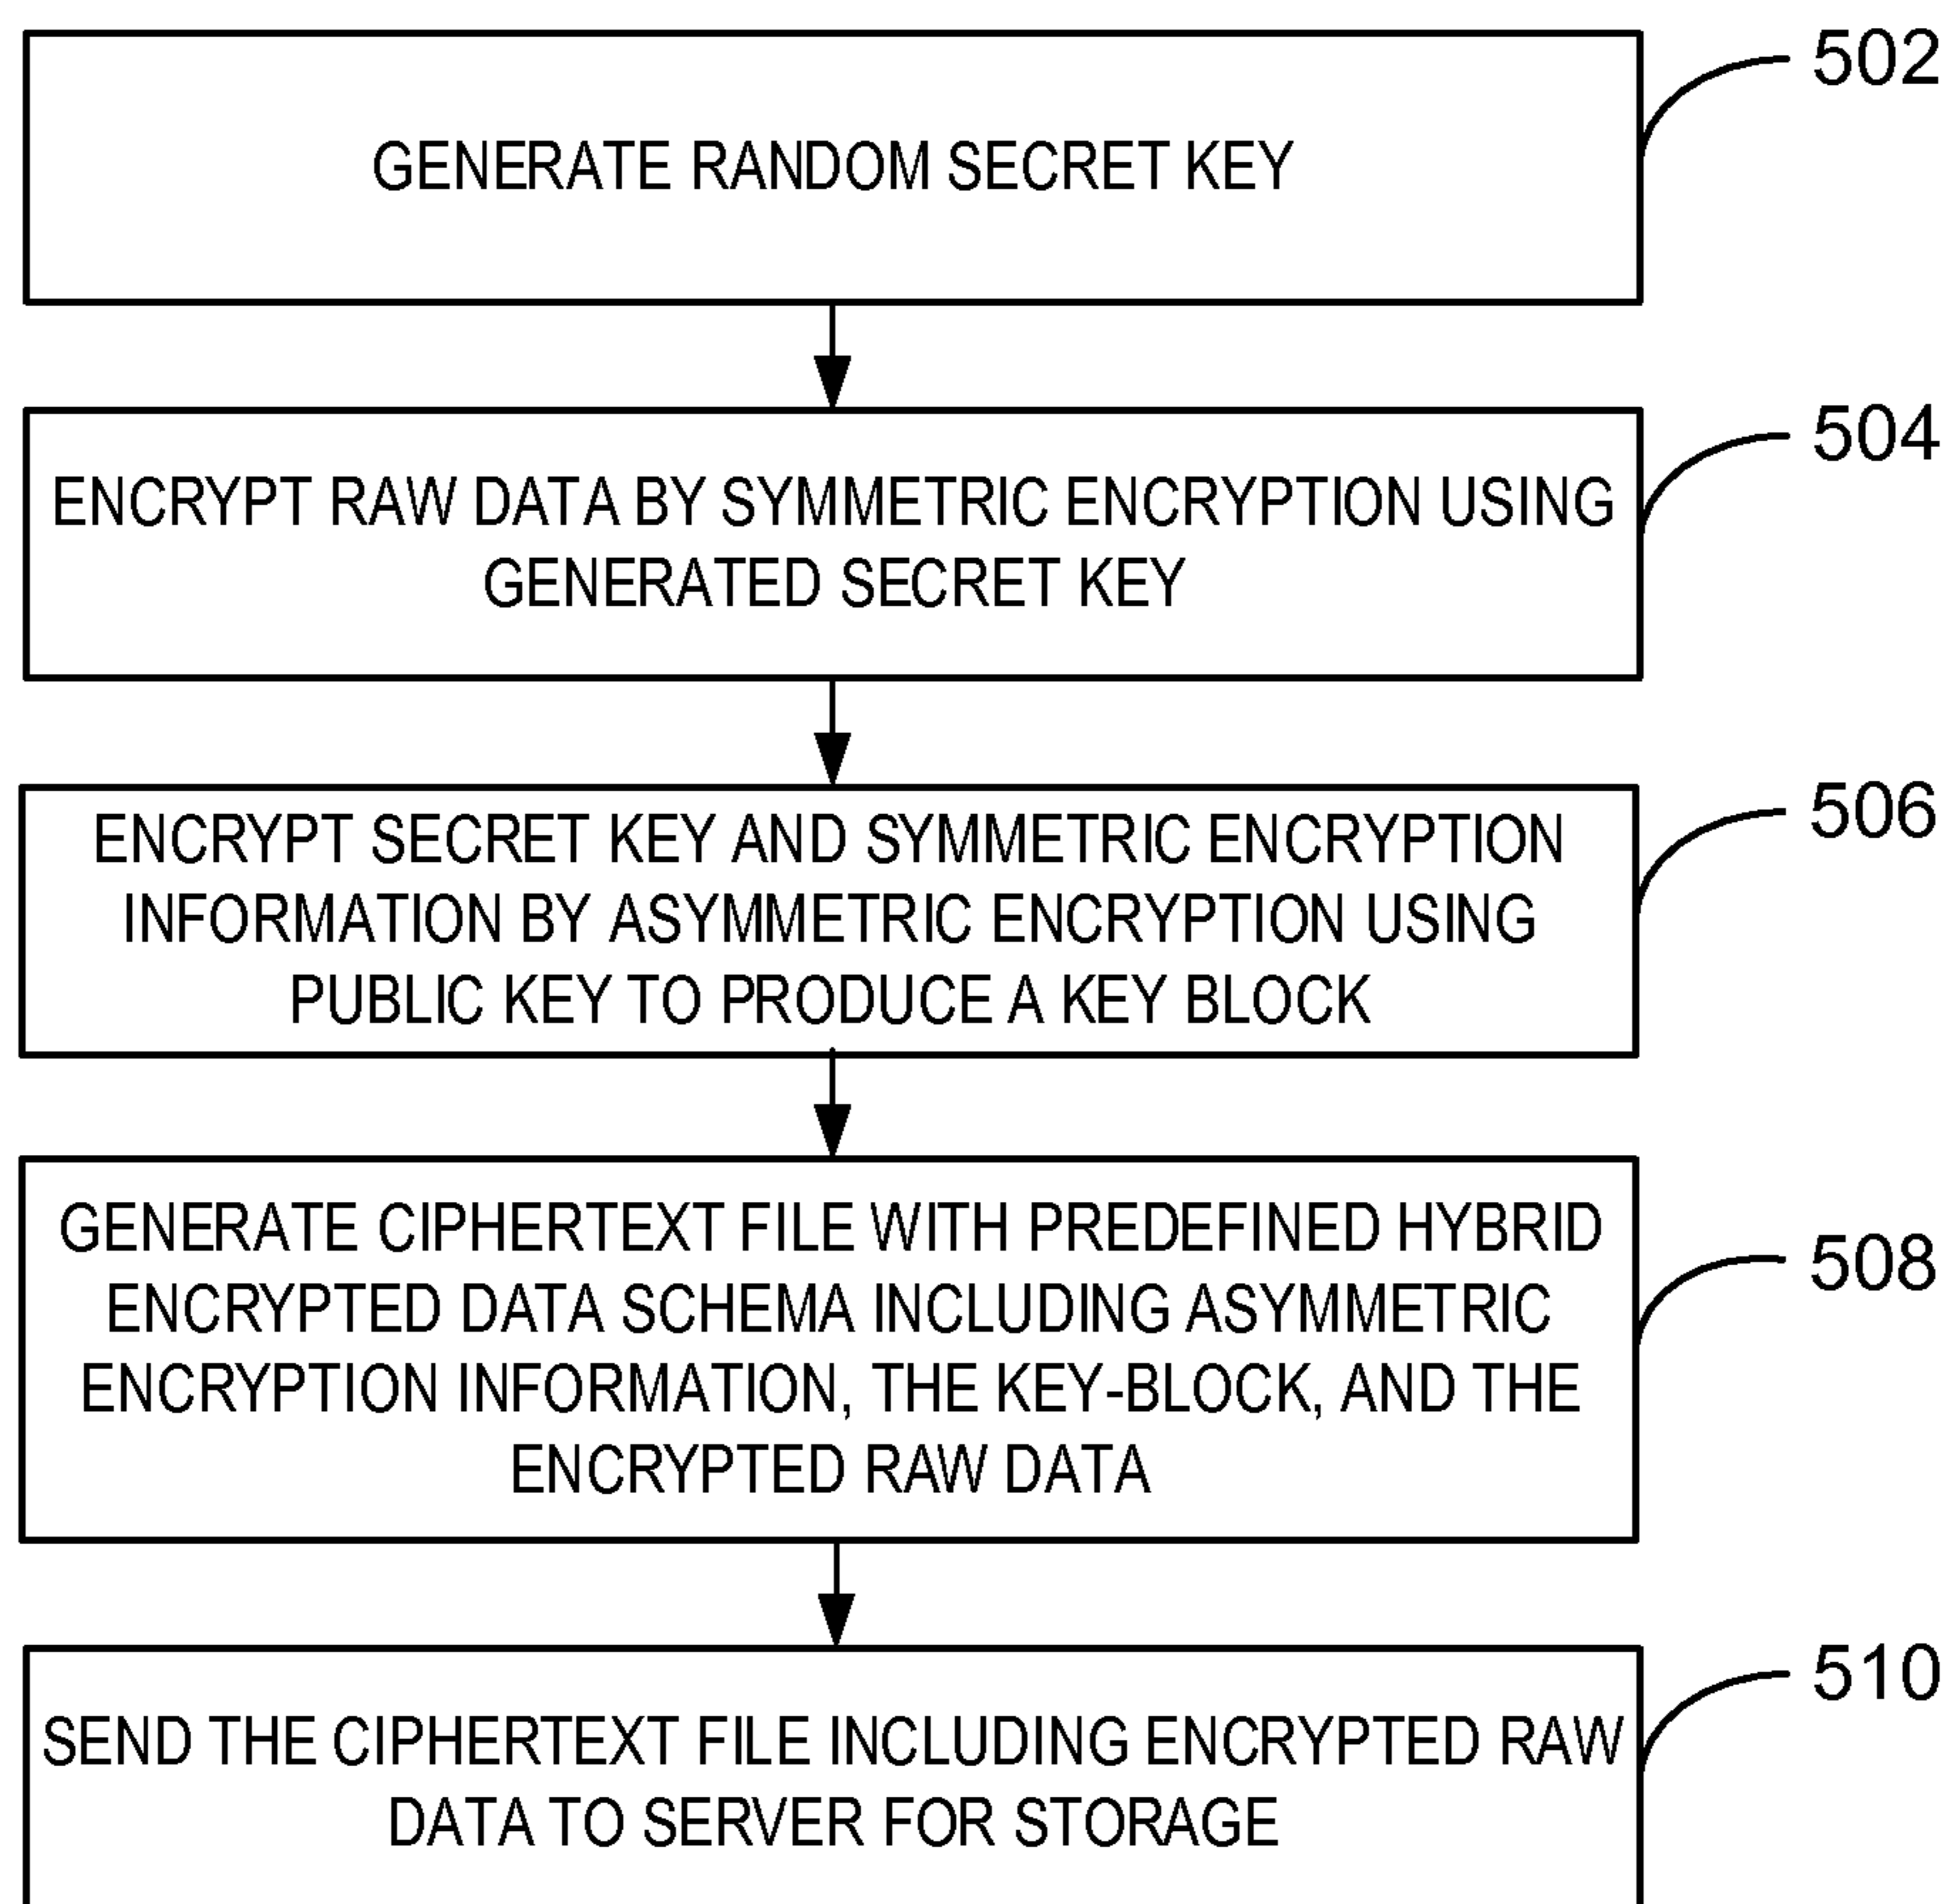 502
GENERATE RANDOM SECRET KEY
504
ENCRYPT RAW DATA BY SYMMETRIC ENCRYPTION USING
GENERATED SECRET KEY
506
ENCRYPT SECRET KEY AND SYMMETRIC ENCRYPTION
INFORMATION BY ASYMMETRIC ENCRYPTION USING
PUBLIC KEY TO PRODUCE A KEY BLOCK
508
GENERATE CIPHERTEXT FILE WITH PREDEFINED HYBRID
ENCRYPTED DATA SCHEMA INCLUDING ASYMMETRIC
ENCRYPTION INFORMATION, THE KEY-BLOCK, AND THE
ENCRYPTED RAW DATA
510
SEND THE CIPHERTEXT FILE INCLUDING ENCRYPTED RAW
DATA TO SERVER FOR STORAGE